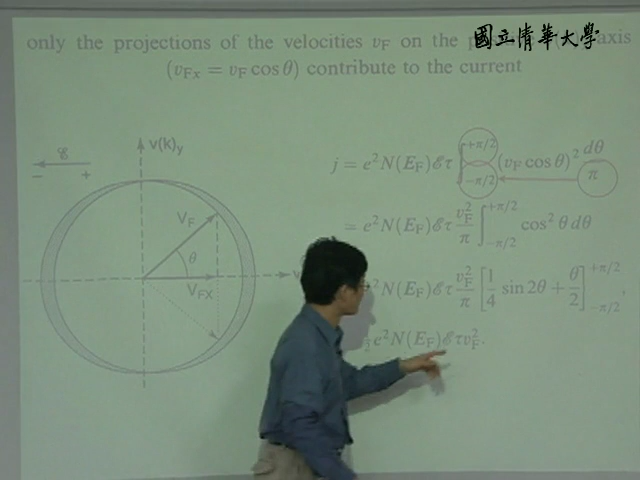 國立清華大學
only the projections of the velocities v_F on the axis
(v_Fx = v_F cos θ) contribute to the current
ℰ
− +
v(k)_y
V_F
θ
V_FX
j = e²N(E_F)ℰτ ∫_{−π/2}^{+π/2} (v_F cos θ)² dθ/π
= e²N(E_F)ℰτ v_F²/π ∫_{−π/2}^{+π/2} cos² θ dθ
²N(E_F)ℰτ v_F²/π [1/4 sin 2θ + θ/2]_{−π/2}^{+π/2},
e²N(E_F)ℰτv_F².